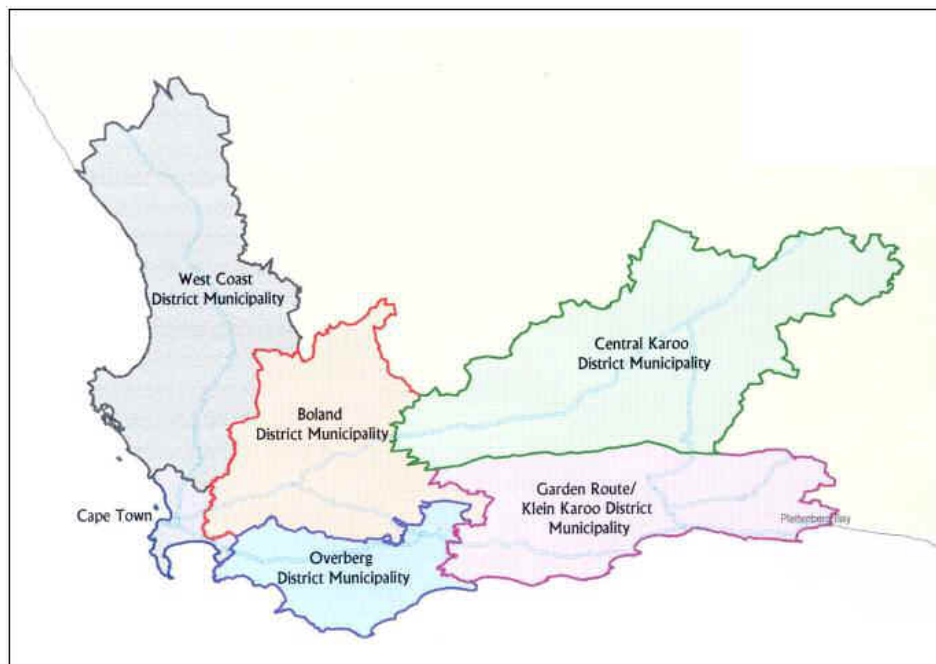 West Coast
District Municipality
Central Karoo
District Municipality
Boland
District Municipality
Garden Route/
Klein Karoo District
Municipality
Cape Town
Plettenberg Bay
Overberg
District Municipality